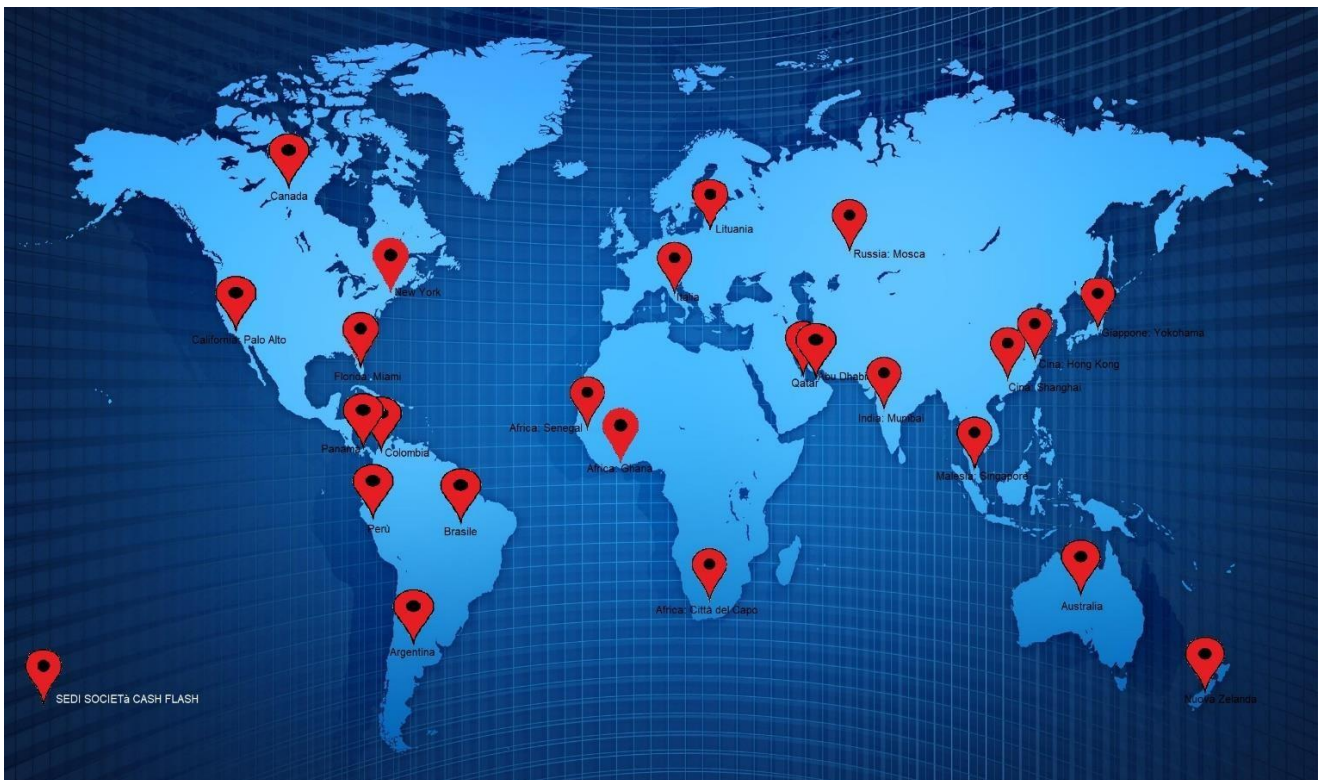 Canada
Lituania
Russia: Mosca
New York
Italia
California: Palo Alto
Giappone: Yokohama
Florida: Miami
Qatar
Abu Dhabi
Cina: Hong Kong
Cina: Shanghai
India: Mumbai
Africa: Senegal
Panama
Colombia
Africa: Ghana
Malesia: Singapore
Perù
Brasile
Africa: Città del Capo
Australia
Argentina
SEDI SOCIETà CASH FLASH
Nuova Zelanda